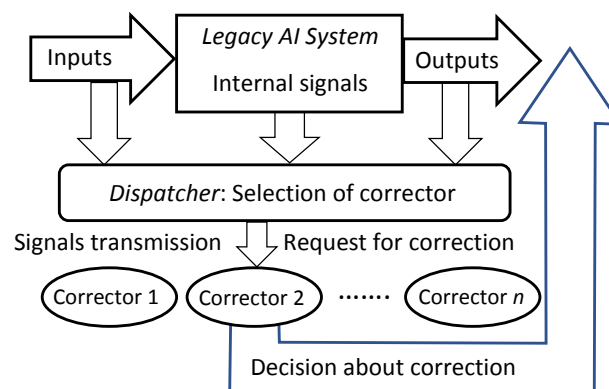 Legacy AI System
Inputs
Internal signals
Outputs
Dispatcher: Selection of corrector
Signals transmission
Request for correction
Corrector 1
Corrector 2
.......
Corrector n
Decision about correction